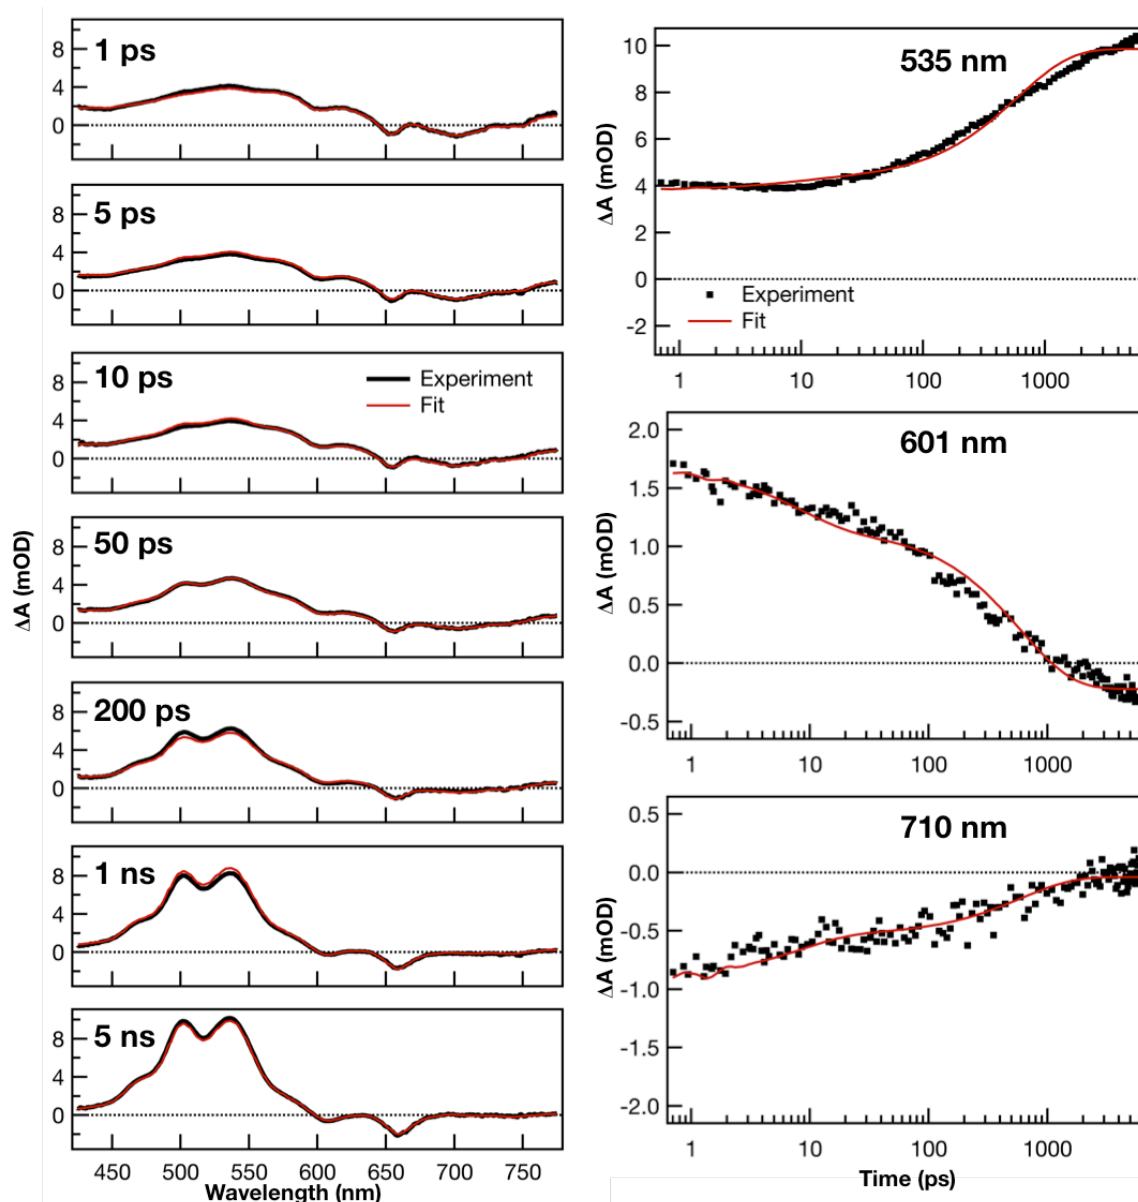 1 ps
8
4
0
5 ps
8
4
0
10 ps
8
4
0
Experiment
Fit
50 ps
8
4
0
200 ps
8
4
0
1 ns
8
4
0
5 ns
8
4
0
ΔA (mOD)
450 500 550 600 650 700 750
Wavelength (nm)
535 nm
10
8
6
4
2
0
-2
ΔA (mOD)
Experiment
Fit
1 10 100 1000
601 nm
2.0
1.5
1.0
0.5
0.0
-0.5
ΔA (mOD)
1 10 100 1000
710 nm
0.5
0.0
-0.5
-1.0
-1.5
-2.0
ΔA (mOD)
1 10 100 1000
Time (ps)